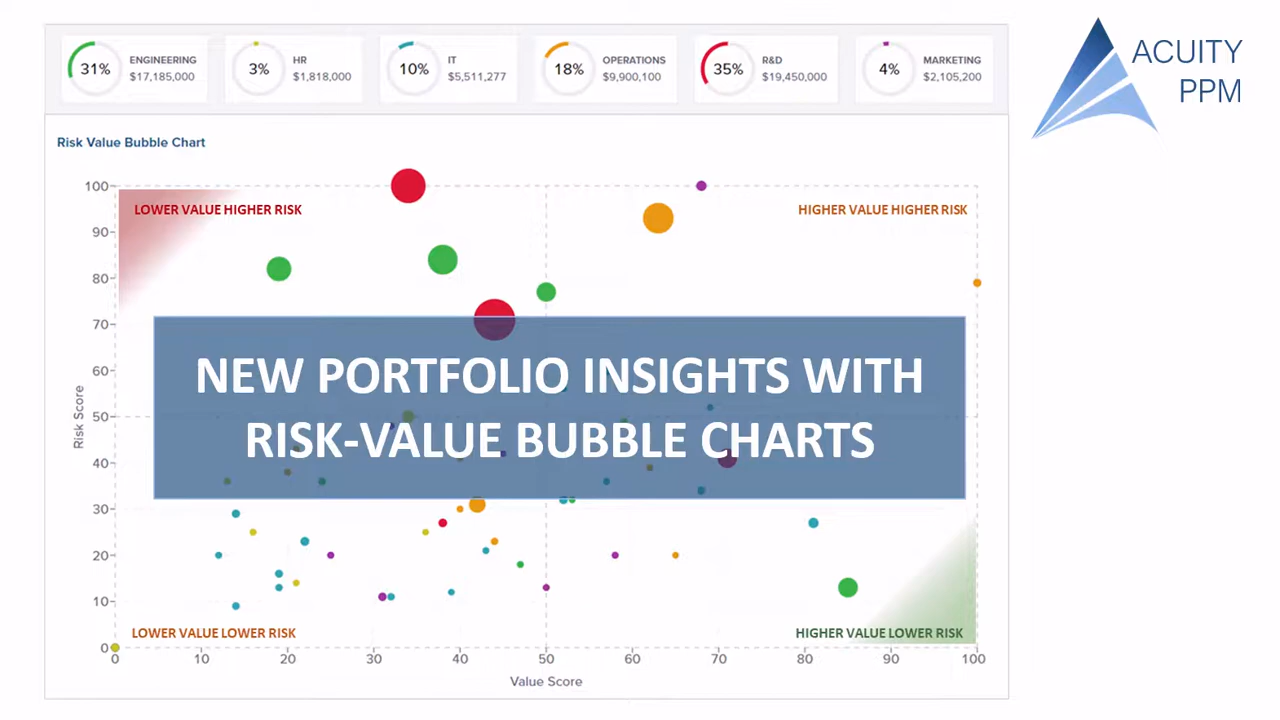 31%
ENGINEERING
$17,185,000
3%
HR
$1,818,000
10%
IT
$5,511,277
18%
OPERATIONS
$9,900,100
35%
R&D
$19,450,000
4%
MARKETING
$2,105,200
ACUITY
PPM
Risk Value Bubble Chart
LOWER VALUE HIGHER RISK
HIGHER VALUE HIGHER RISK
NEW PORTFOLIO INSIGHTS WITH
RISK-VALUE BUBBLE CHARTS
LOWER VALUE LOWER RISK
HIGHER VALUE LOWER RISK
Risk Score
100
90
80
70
60
50
40
30
20
10
0
0
10
20
30
40
50
60
70
80
90
100
Value Score